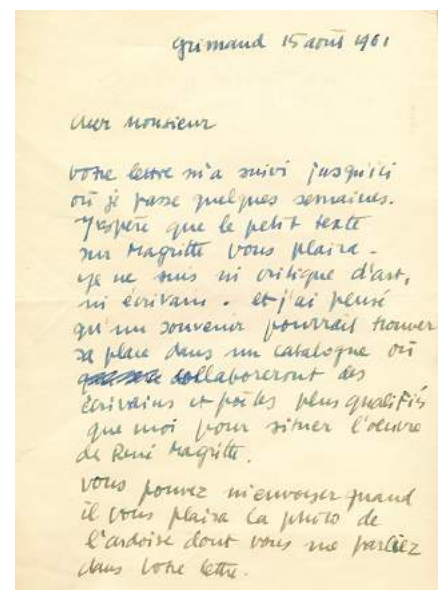 Grimaud 15 août 1961
cher Monsieur
votre lettre m'a suivi jusqu'ici
où je passe quelques semaines.
J'espère que le petit texte
sur Magritte vous plaira.
je ne suis ni critique d'art,
ni écrivain. et j'ai pensé
qu'un souvenir pourrait trouver
sa place dans un catalogue où
collaboreront des
écrivains et poètes plus qualifiés
que moi pour situer l'oeuvre
de René Magritte.
vous pouvez m'envoyer quand
il vous plaira la photo de
l'ardoise dont vous me parliez
dans votre lettre.